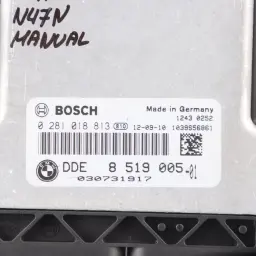 N47N
MANUAL
BOSCH
Made in Germany
1243 0252
0 281 018 813 12-09-10 1039S56861
DDE 8 519 005-01
030731917